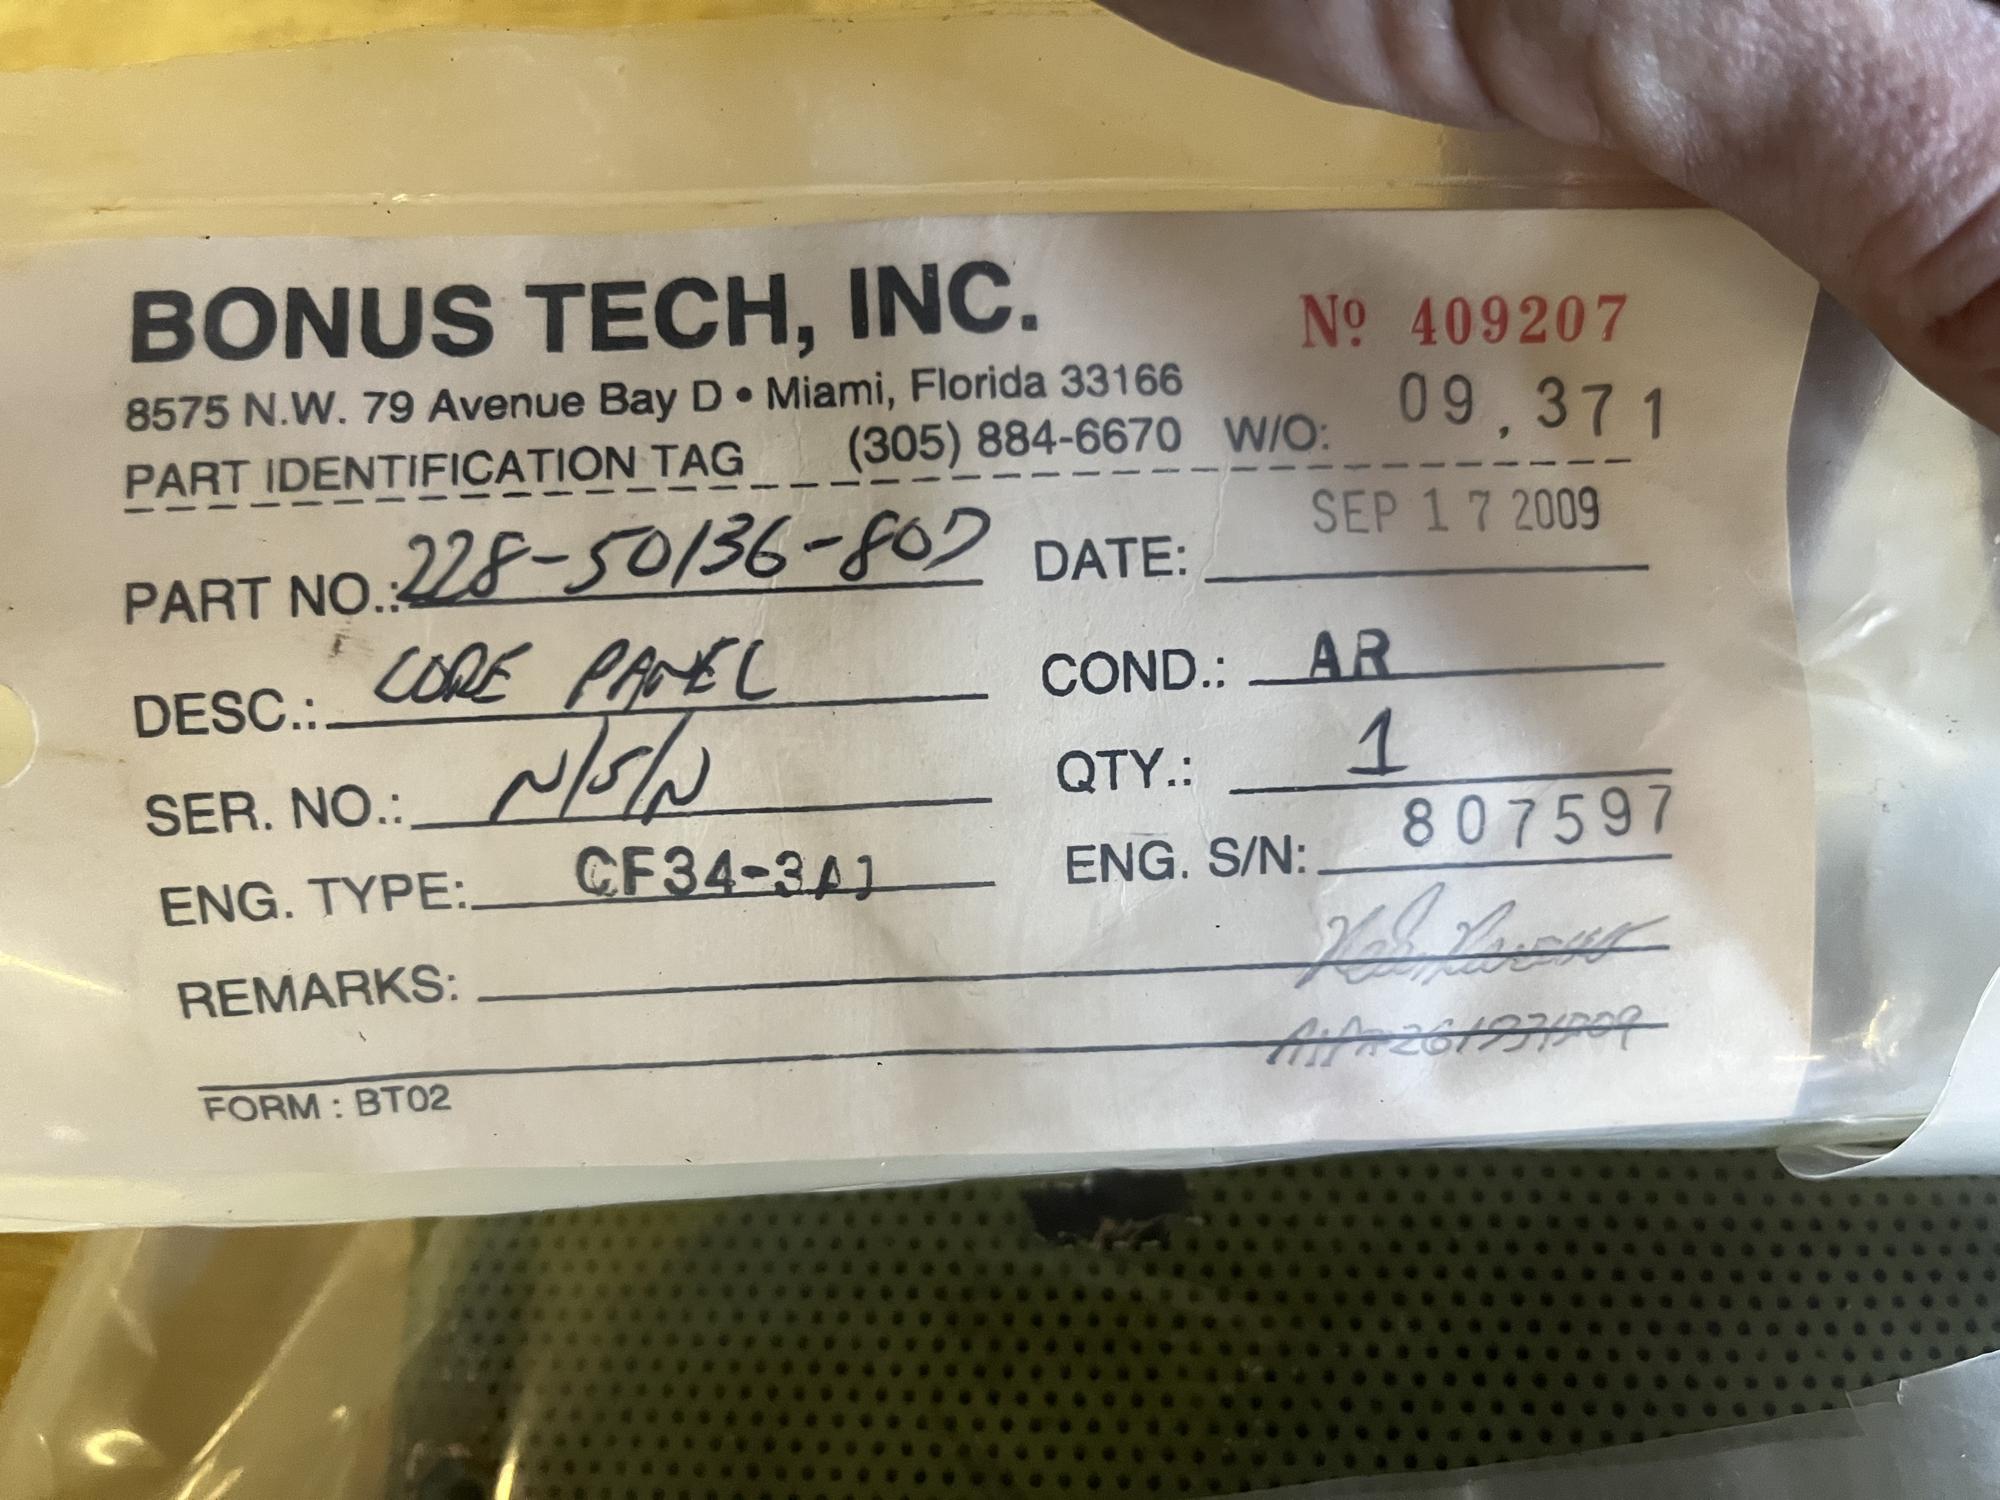 BONUS TECH, INC.
Nº 409207
8575 N.W. 79 Avenue Bay D • Miami, Florida 33166
PART IDENTIFICATION TAG (305) 884-6670 W/O: 09.371
PART NO.: 228-50136-807 DATE: SEP 17 2009
DESC.: CORE PANEL COND.: AR
SER. NO.: N/S/N QTY.: 1
ENG. TYPE: CF34-3A1 ENG. S/N: 807597
REMARKS:
FORM : BT02